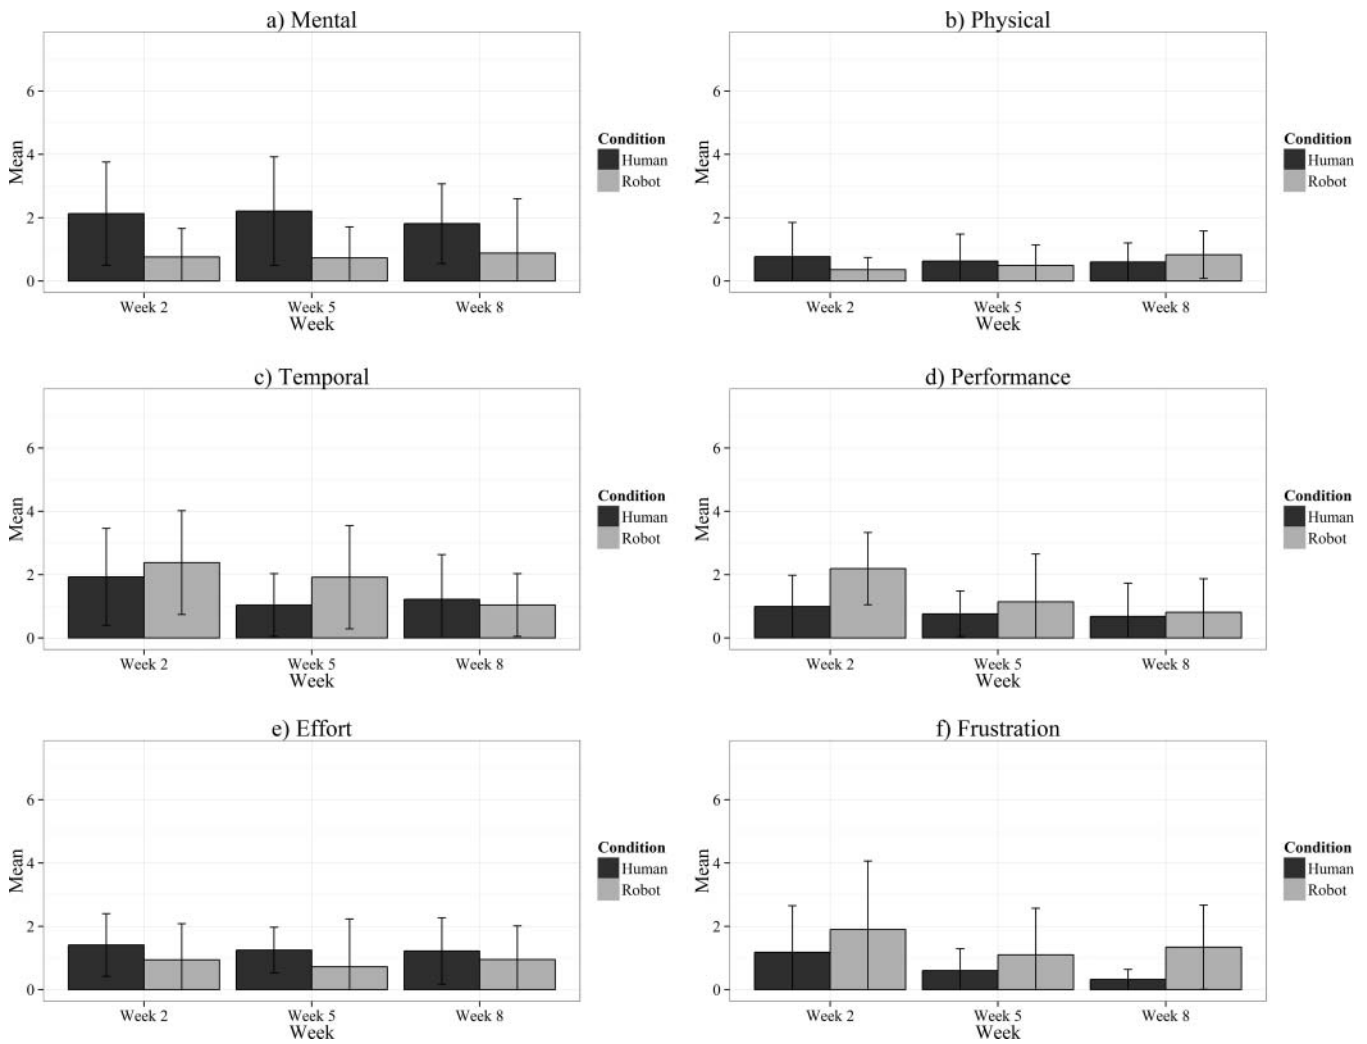 a) Mental
Mean
6
4
2
0
Week 2 Week 5 Week 8
Week
Condition
Human
Robot
b) Physical
Mean
6
4
2
0
Week 2 Week 5 Week 8
Week
Condition
Human
Robot
c) Temporal
Mean
6
4
2
0
Week 2 Week 5 Week 8
Week
Condition
Human
Robot
d) Performance
Mean
6
4
2
0
Week 2 Week 5 Week 8
Week
Condition
Human
Robot
e) Effort
Mean
6
4
2
0
Week 2 Week 5 Week 8
Week
Condition
Human
Robot
f) Frustration
Mean
6
4
2
0
Week 2 Week 5 Week 8
Week
Condition
Human
Robot